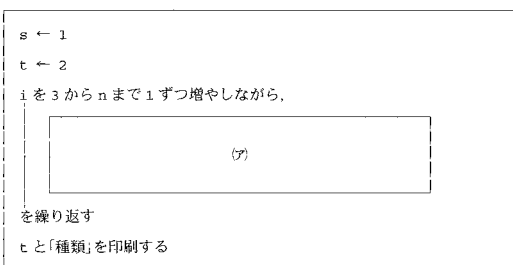 s ← 1
t ← 2
i を 3 から n まで 1 ずつ増やしながら,
(ア)
を繰り返す
t と「種類」を印刷する